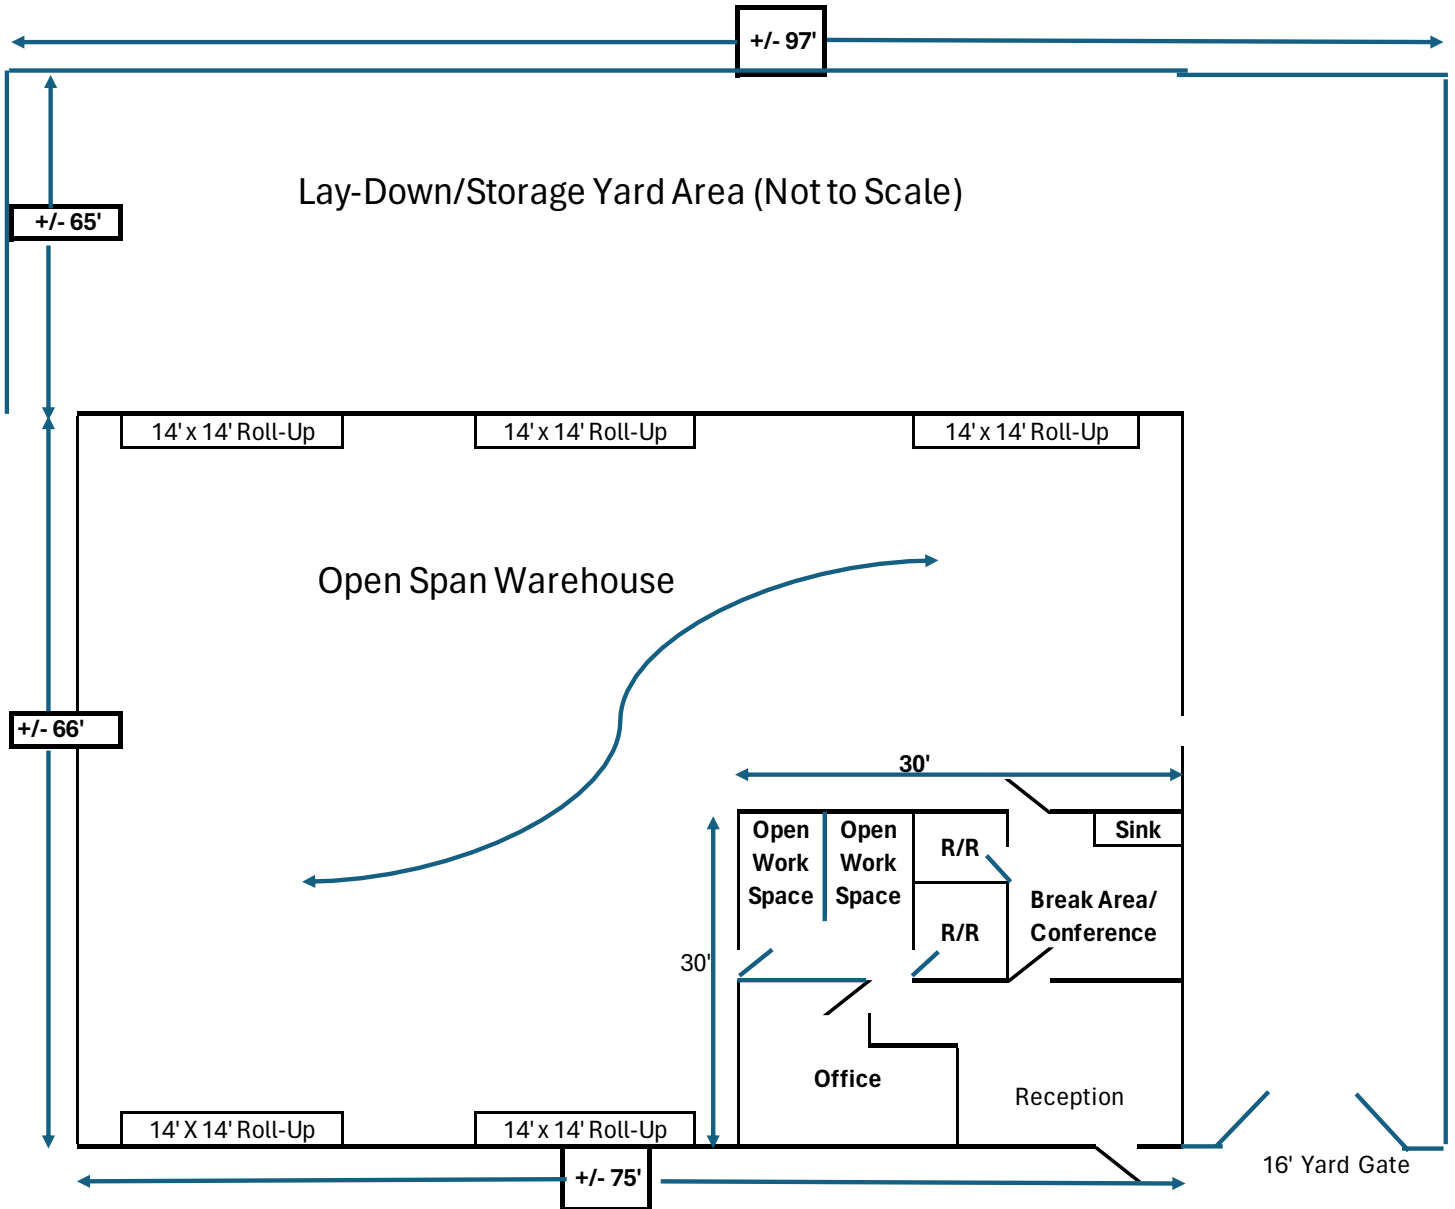 +/- 97'
Lay-Down/Storage Yard Area (Not to Scale)
+/- 65'
14' x 14' Roll-Up
14' x 14' Roll-Up
14' x 14' Roll-Up
Open Span Warehouse
+/- 66'
30'
Open
Work
Space
Open
Work
Space
R/R
Sink
R/R
Break Area/
Conference
30'
Office
Reception
14' X 14' Roll-Up
14' x 14' Roll-Up
+/- 75'
16' Yard Gate